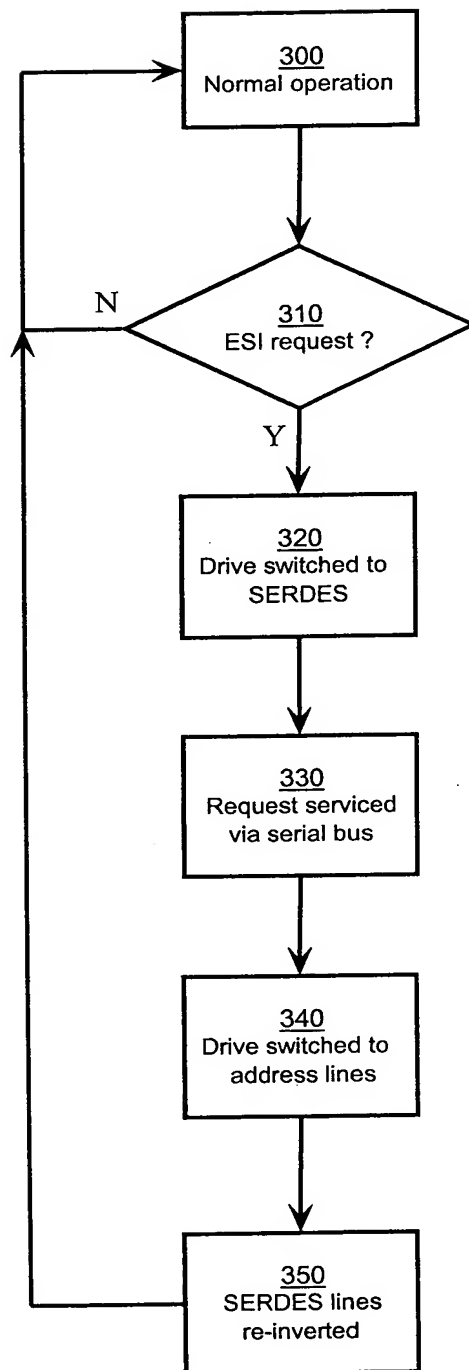 300
Normal operation
N
310
ESI request ?
Y
320
Drive switched to
SERDES
330
Request serviced
via serial bus
340
Drive switched to
address lines
350
SERDES lines
re-inverted